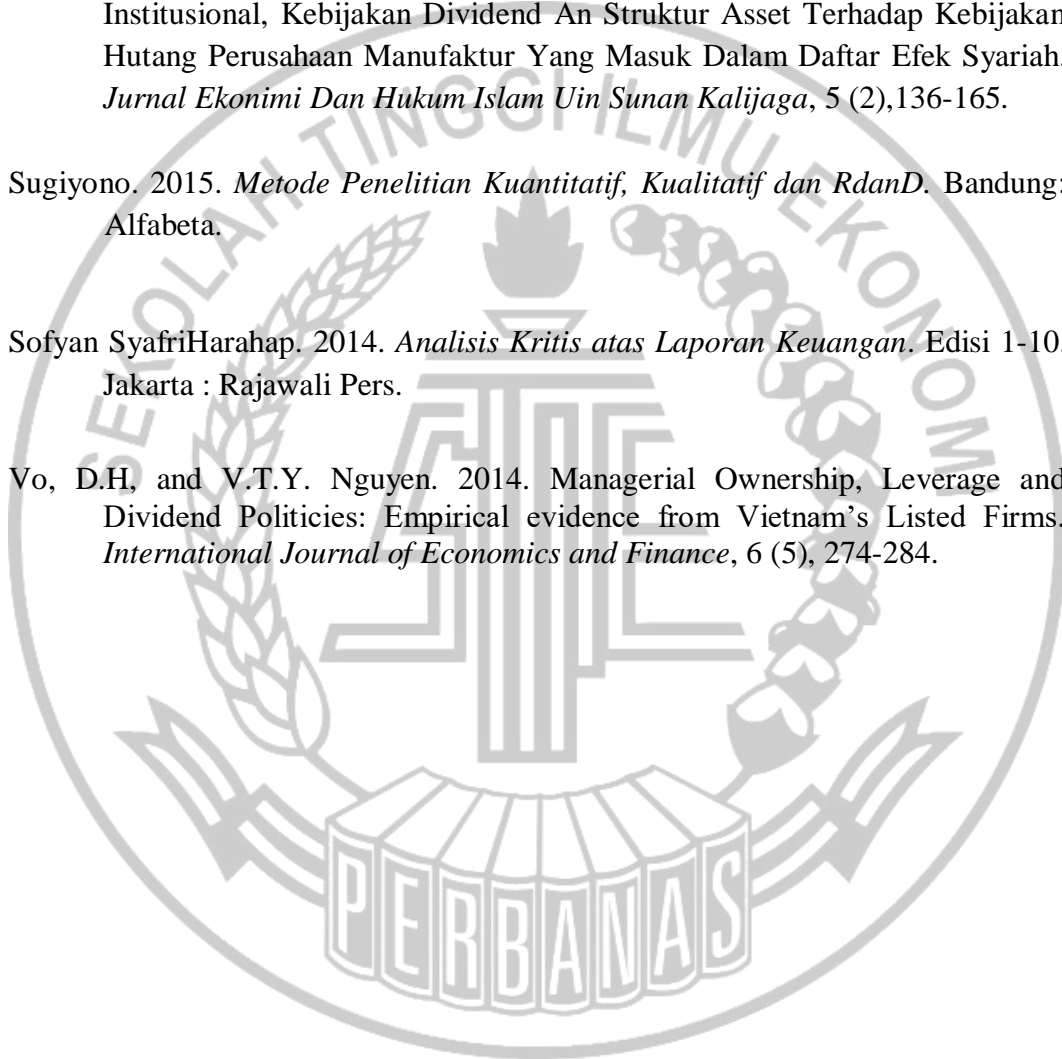 Institusional, Kebijakan Dividend An Struktur Asset Terhadap Kebijakan
Hutang Perusahaan Manufaktur Yang Masuk Dalam Daftar Efek Syariah.
Jurnal Ekonimi Dan Hukum Islam Uin Sunan Kalijaga, 5 (2),136-165.
Sugiyono. 2015. Metode Penelitian Kuantitatif, Kualitatif dan RdanD. Bandung:
Alfabeta.
Sofyan SyafriHarahap. 2014. Analisis Kritis atas Laporan Keuangan. Edisi 1-10.
Jakarta : Rajawali Pers.
Vo, D.H, and V.T.Y. Nguyen. 2014. Managerial Ownership, Leverage and
Dividend Politicies: Empirical evidence from Vietnam’s Listed Firms.
International Journal of Economics and Finance, 6 (5), 274-284.
SEKOLAH TINGGI ILMU EKONOMI
PERBANAS